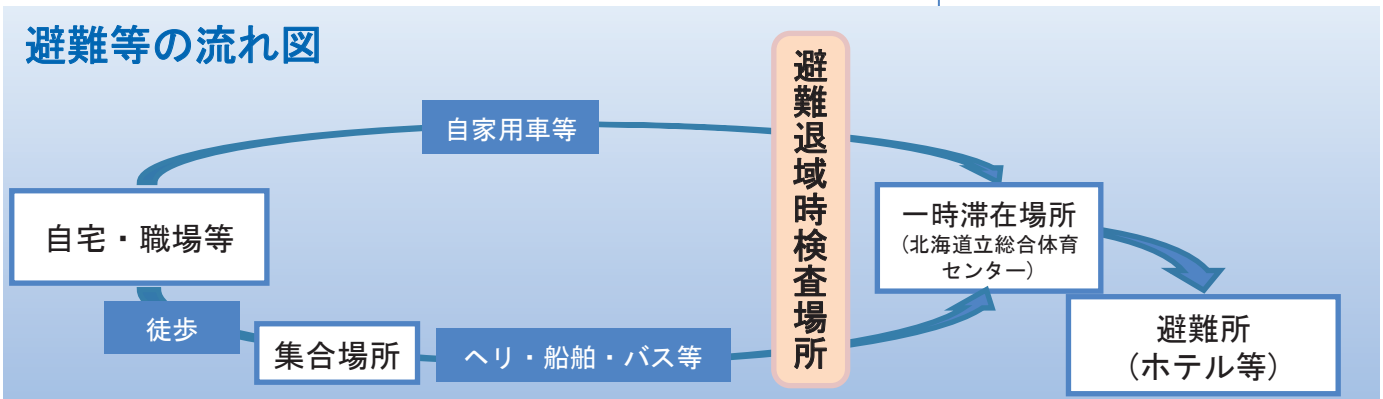 避難等の流れ図
自家用車等
避難退域時検査場所
自宅・職場等
一時滞在場所
（北海道立総合体育
センター）
徒歩
集合場所
ヘリ・船舶・バス等
避難所
（ホテル等）